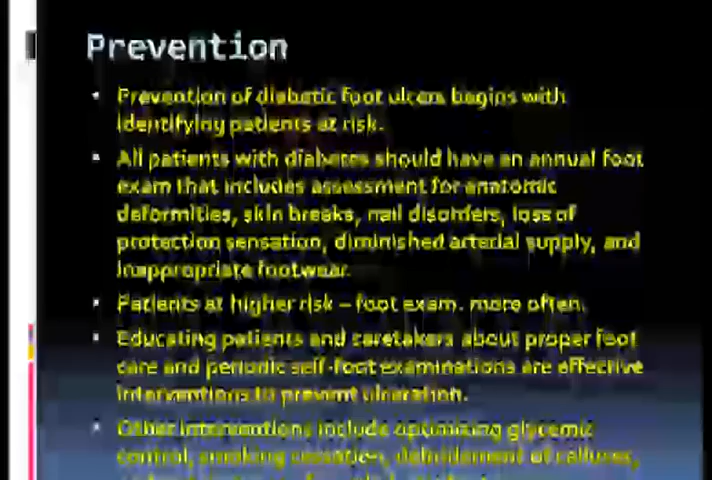 Prevention
Prevention of diabetic foot ulcers begins with
identifying patients at risk.
All patients with diabetes should have an annual foot
exam that includes assessment for anatomic
deformities, skin breaks, nail disorders, loss of
protection sensation, diminished arterial supply, and
inappropriate footwear.
Patients at higher risk – foot exam. more often.
Educating patients and caretakers about proper foot
care and periodic self-foot examinations are effective
interventions to prevent ulceration.
Other interventions include optimizing glycemic
control, smoking cessation, debridement of calluses,